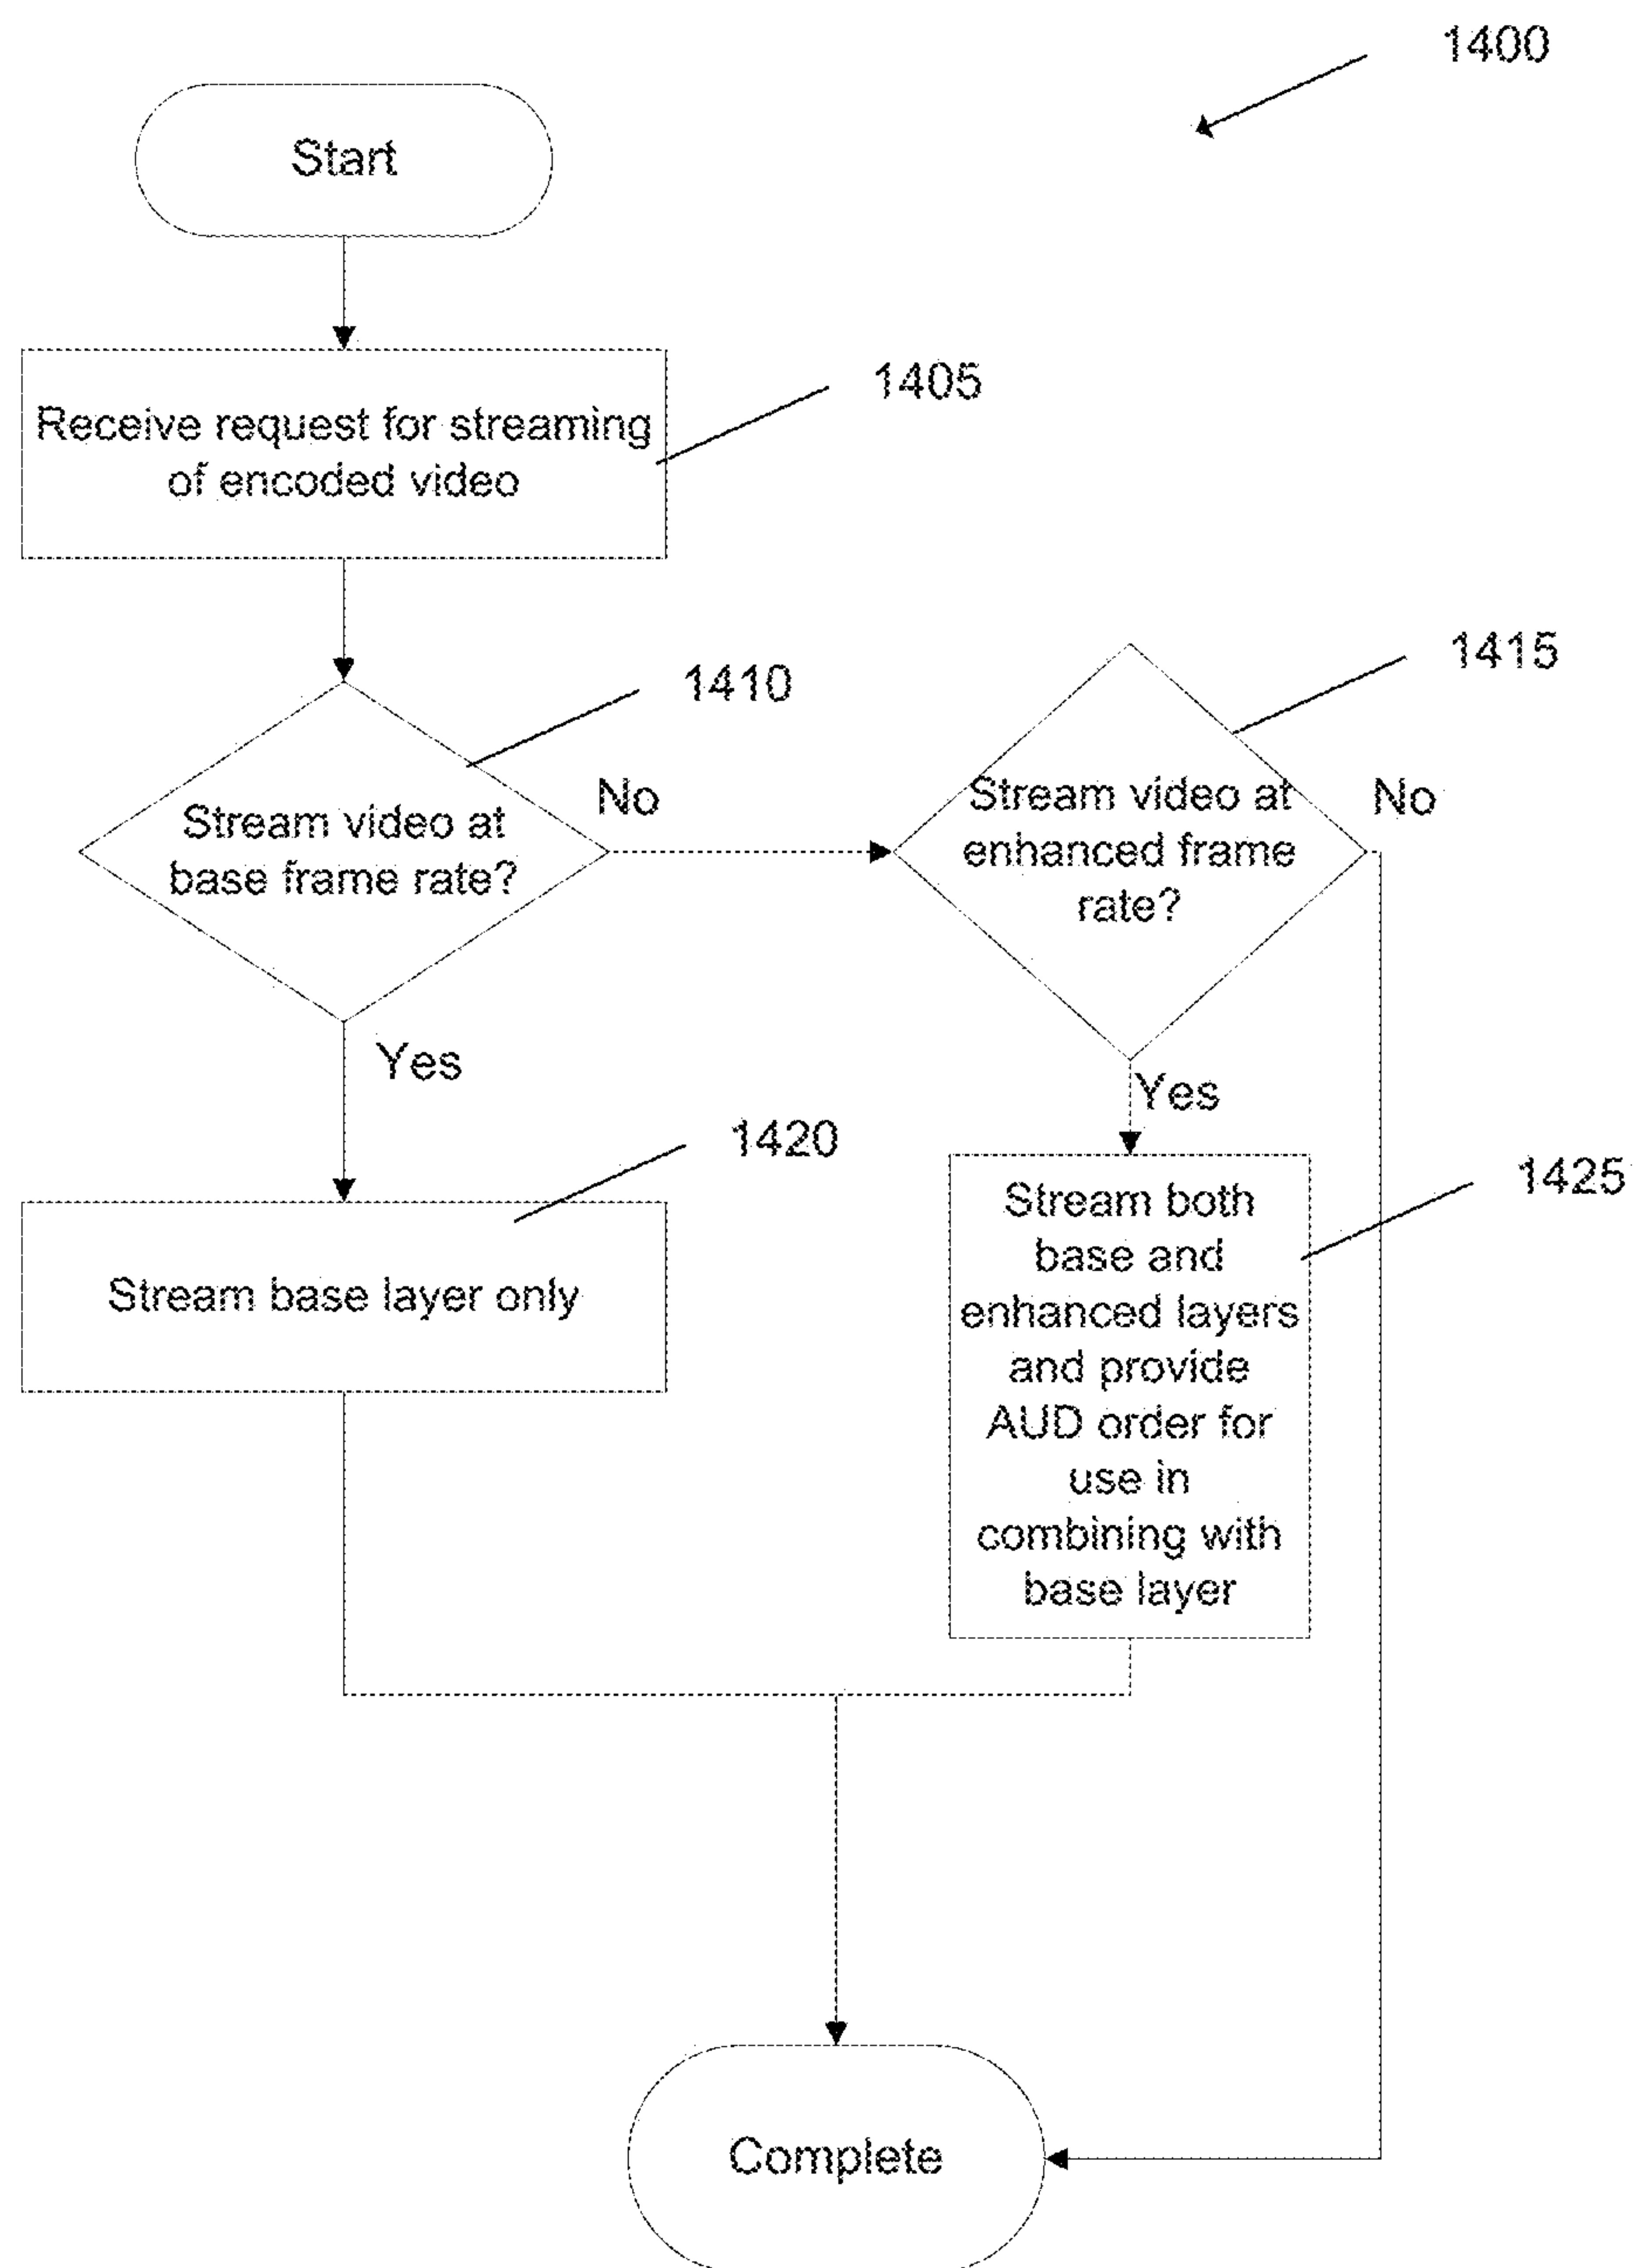 1400
Start
1405
Receive request for streaming
of encoded video
1410
Stream video at
base frame rate?
No
Yes
1415
Stream video at
enhanced frame
rate?
No
Yes
1420
Stream base layer only
1425
Stream both
base and
enhanced layers
and provide
AUD order for
use in
combining with
base layer
Complete